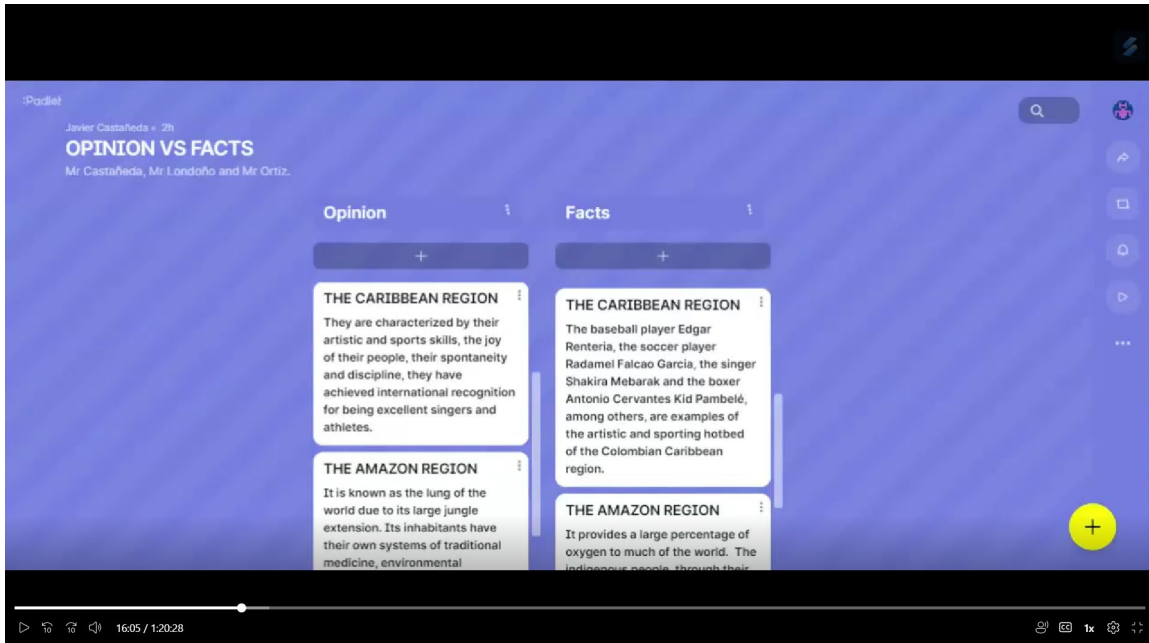 :Padlet
Javier Castañeda • 2h
OPINION VS FACTS
Mr Castañeda, Mr Londoño and Mr Ortiz.
Opinion
THE CARIBBEAN REGION
They are characterized by their
artistic and sports skills, the joy
of their people, their spontaneity
and discipline, they have
achieved international recognition
for being excellent singers and
athletes.
THE AMAZON REGION
It is known as the lung of the
world due to its large jungle
extension. Its inhabitants have
their own systems of traditional
medicine, environmental
Facts
THE CARIBBEAN REGION
The baseball player Edgar
Renteria, the soccer player
Radamel Falcao Garcia, the singer
Shakira Mebarak and the boxer
Antonio Cervantes Kid Pambelé,
among others, are examples of
the artistic and sporting hotbed
of the Colombian Caribbean
region.
THE AMAZON REGION
It provides a large percentage of
oxygen to much of the world. The
indigenous people, through their
10
10
16:05 / 1:20:28
CC
1x